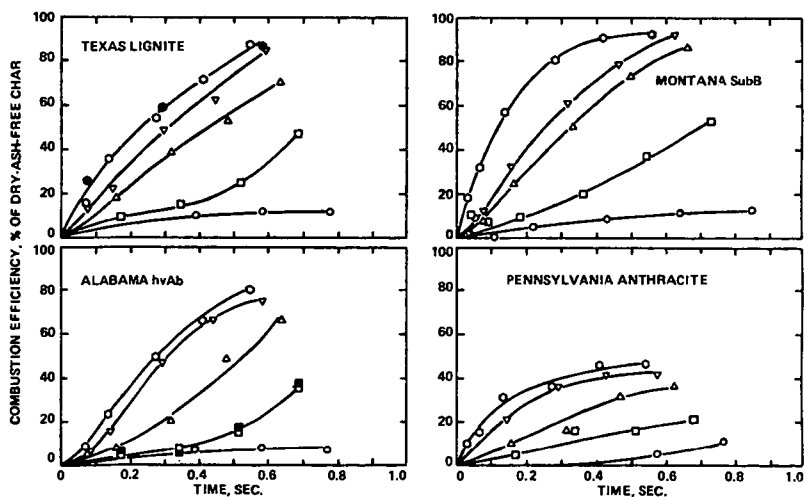 COMBUSTION EFFICIENCY, % OF DRY-ASH-FREE CHAR
100
80
60
40
20
0
TEXAS LIGNITE
100
80
60
40
20
0
MONTANA SubB
80
60
40
20
0
ALABAMA hvAb
0 0.2 0.4 0.6 0.8 1.0
TIME, SEC.
80
60
40
20
0
PENNSYLVANIA ANTHRACITE
0 0.2 0.4 0.6 0.8 1.0
TIME, SEC.